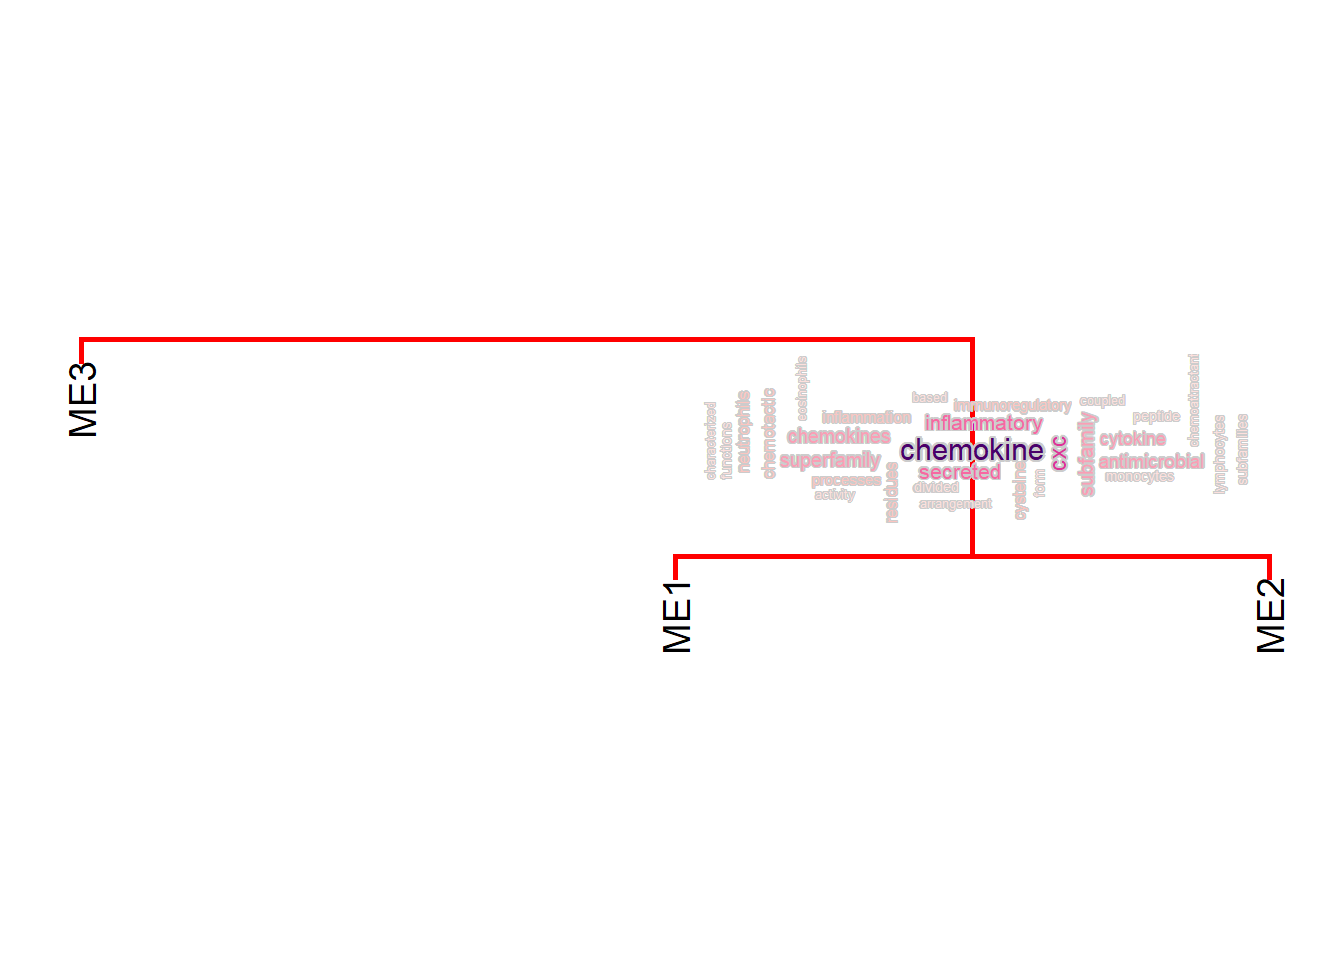 ME3
characterized
functions
neutrophils
chemotactic
eosinophils
inflammation
chemokines
superfamily
processes
activity
residues
based
immunoregulatory
inflammatory
chemokine
secreted
divided
arrangement
cysteine
form
cxc
subfamily
coupled
cytokine
antimicrobial
monocytes
peptide
chemoattractant
lymphocytes
subfamilies
ME1
ME2